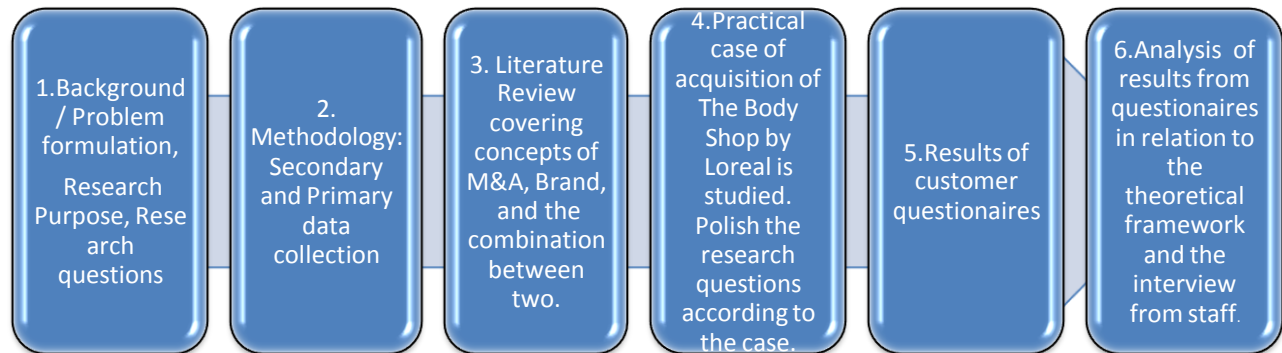 1.Background
/ Problem
formulation,
Research
Purpose, Rese
arch
questions
2.
Methodology:
Secondary
and Primary
data
collection
3. Literature
Review
covering
concepts of
M&A, Brand,
and the
combination
between
two.
4.Practical
case of
acquisition of
The Body
Shop by
Loreal is
studied.
Polish the
research
questions
according to
the case.
5.Results of
customer
questionaires
6.Analysis of
results from
questionaires
in relation to
the
theoretical
framework
and the
interview
from staff.